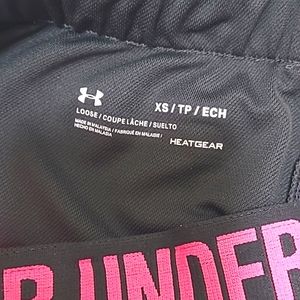 XS / TP / ECH
LOOSE / COUPE LÂCHE / SUELTO
MADE IN MALAYSIA / FABRIQUÉ EN MALAISIE /
HECHO EN MALASIA
HEATGEAR
R UNDER